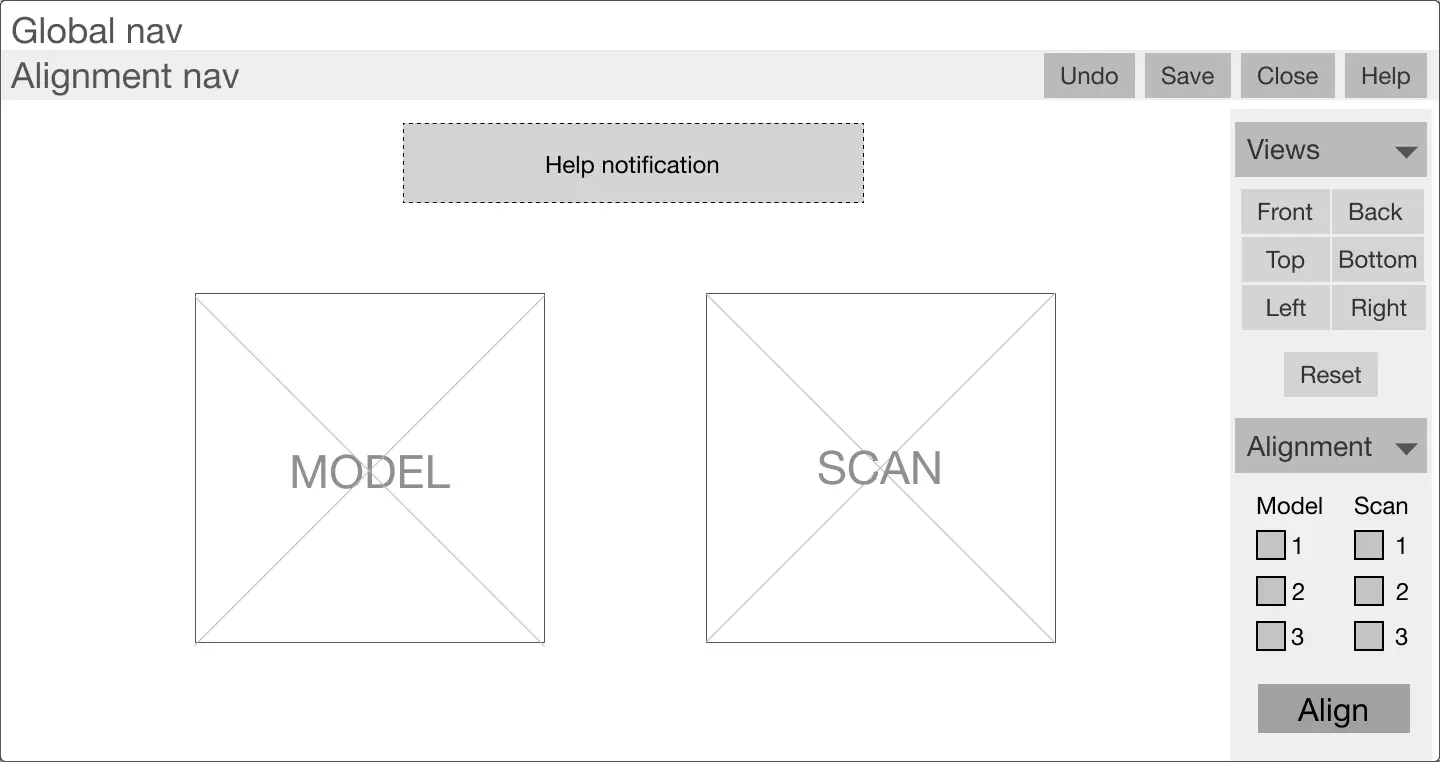 Global nav
Alignment nav
Undo
Save
Close
Help
Help notification
MODEL
SCAN
Views
Front
Back
Top
Bottom
Left
Right
Reset
Alignment
Model
Scan
1
1
2
2
3
3
Align